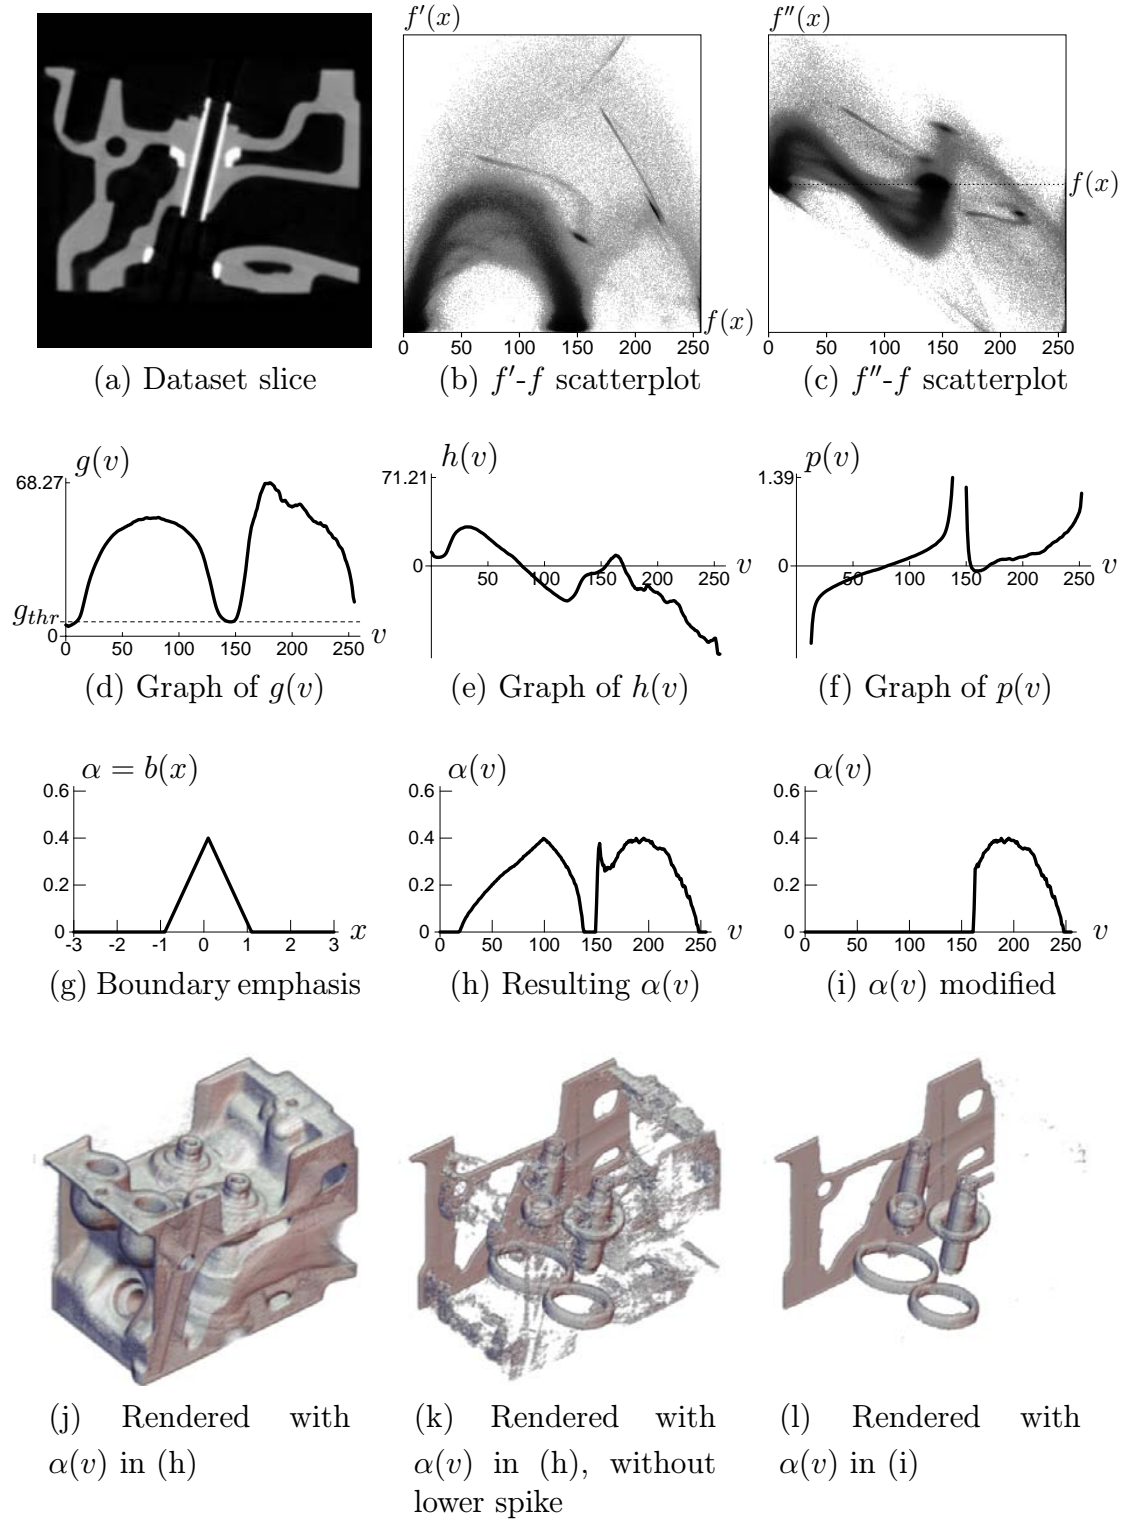 f′(x)
f″(x)
f(x)
f(x)
0 50 100 150 200 250
0 50 100 150 200 250
(a) Dataset slice
(b) f′-f scatterplot
(c) f″-f scatterplot
g(v)
68.27
g_thr
0
0 50 100 150 200 250
v
h(v)
71.21
0
50 100 150 200 250
v
p(v)
1.39
0
50 100 150 200 250
v
(d) Graph of g(v)
(e) Graph of h(v)
(f) Graph of p(v)
α = b(x)
0.6
0.4
0.2
0
-3 -2 -1 0 1 2 3
x
α(v)
0.6
0.4
0.2
0
0 50 100 150 200 250
v
α(v)
0.6
0.4
0.2
0
0 50 100 150 200 250
v
(g) Boundary emphasis
(h) Resulting α(v)
(i) α(v) modified
(j) Rendered with
α(v) in (h)
(k) Rendered with
α(v) in (h), without
lower spike
(l) Rendered with
α(v) in (i)